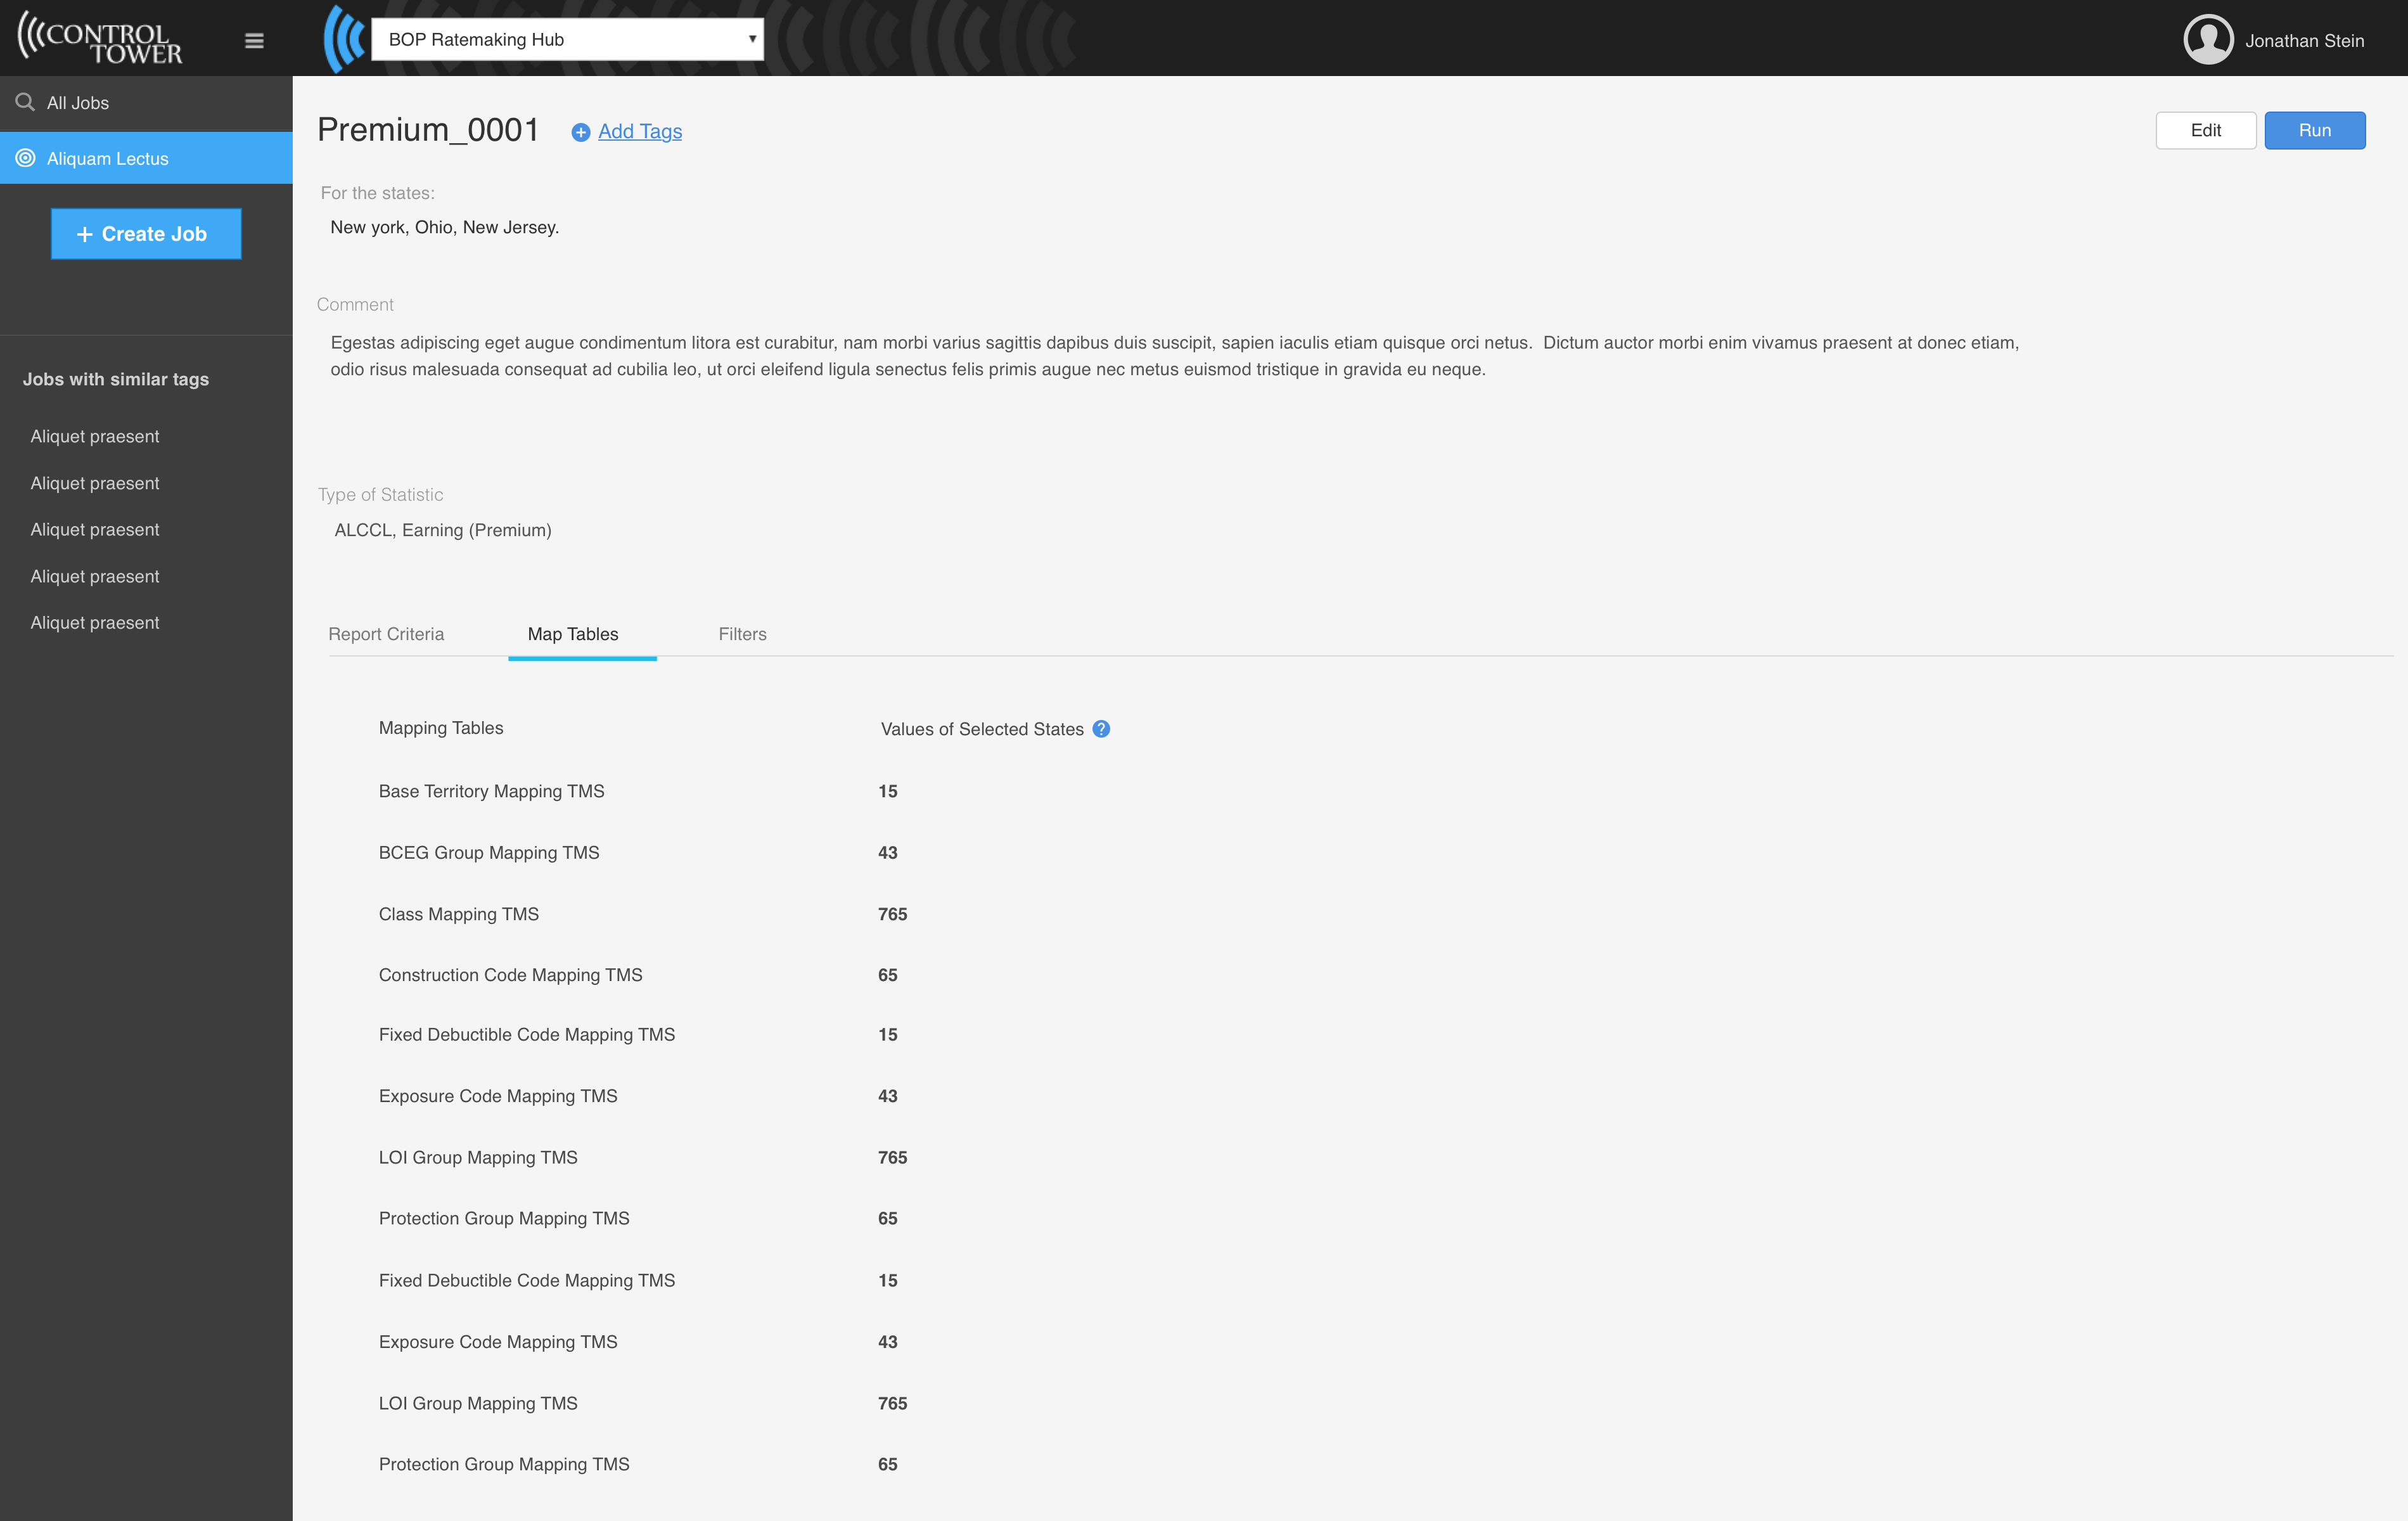 CONTROL
TOWER
BOP Ratemaking Hub
Jonathan Stein
All Jobs
Aliquam Lectus
+ Create Job
Jobs with similar tags
Aliquet praesent
Aliquet praesent
Aliquet praesent
Aliquet praesent
Aliquet praesent
Premium_0001 Add Tags
Edit Run
For the states:
New york, Ohio, New Jersey.
Comment
Egestas adipiscing eget augue condimentum litora est curabitur, nam morbi varius sagittis dapibus duis suscipit, sapien iaculis etiam quisque orci netus.  Dictum auctor morbi enim vivamus praesent at donec etiam,
odio risus malesuada consequat ad cubilia leo, ut orci eleifend ligula senectus felis primis augue nec metus euismod tristique in gravida eu neque.
Type of Statistic
ALCCL, Earning (Premium)
Report Criteria Map Tables Filters
Mapping Tables Values of Selected States ?
Base Territory Mapping TMS 15
BCEG Group Mapping TMS 43
Class Mapping TMS 765
Construction Code Mapping TMS 65
Fixed Debuctible Code Mapping TMS 15
Exposure Code Mapping TMS 43
LOI Group Mapping TMS 765
Protection Group Mapping TMS 65
Fixed Debuctible Code Mapping TMS 15
Exposure Code Mapping TMS 43
LOI Group Mapping TMS 765
Protection Group Mapping TMS 65